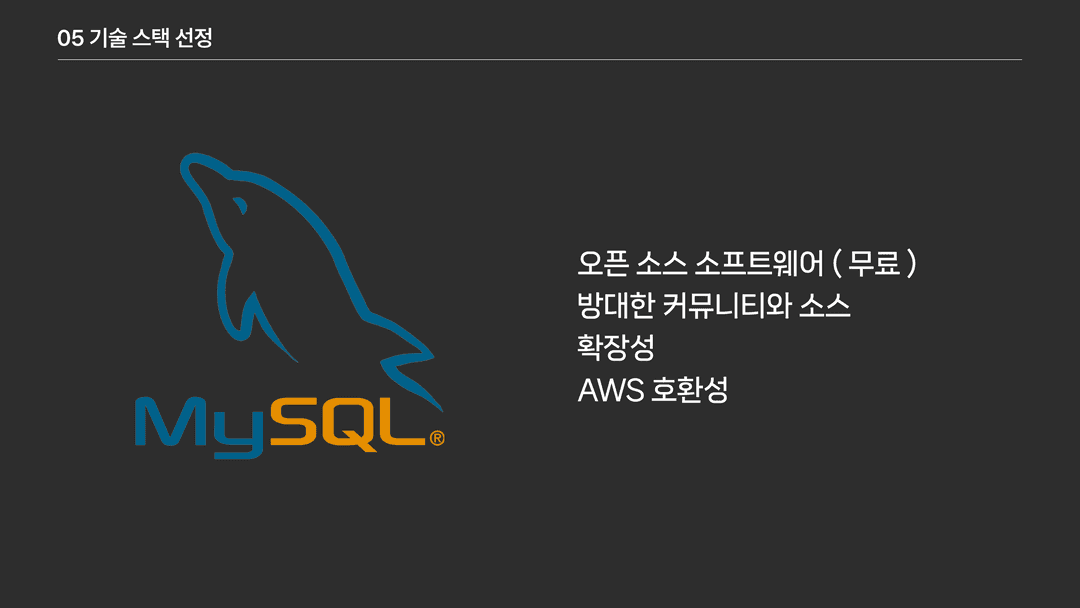 05 기술 스택 선정
오픈 소스 소프트웨어 ( 무료 )
방대한 커뮤니티와 소스
확장성
AWS 호환성
MySQL®